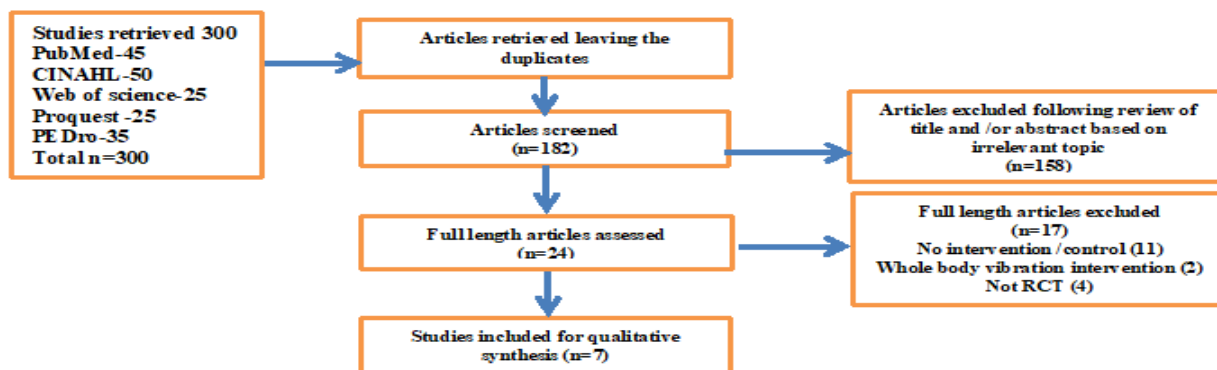 Studies retrieved 300
PubMed-45
CINAHL-50
Web of science-25
Proquest -25
PE Dro-35
Total n=300
Articles retrieved leaving the
duplicates
Articles screened
(n=182)
Articles excluded following review of
title and /or abstract based on
irrelevant topic
(n=158)
Full length articles assessed
(n=24)
Full length articles excluded
(n=17)
No intervention /control (11)
Whole body vibration intervention (2)
Not RCT (4)
Studies included for qualitative
synthesis (n=7)